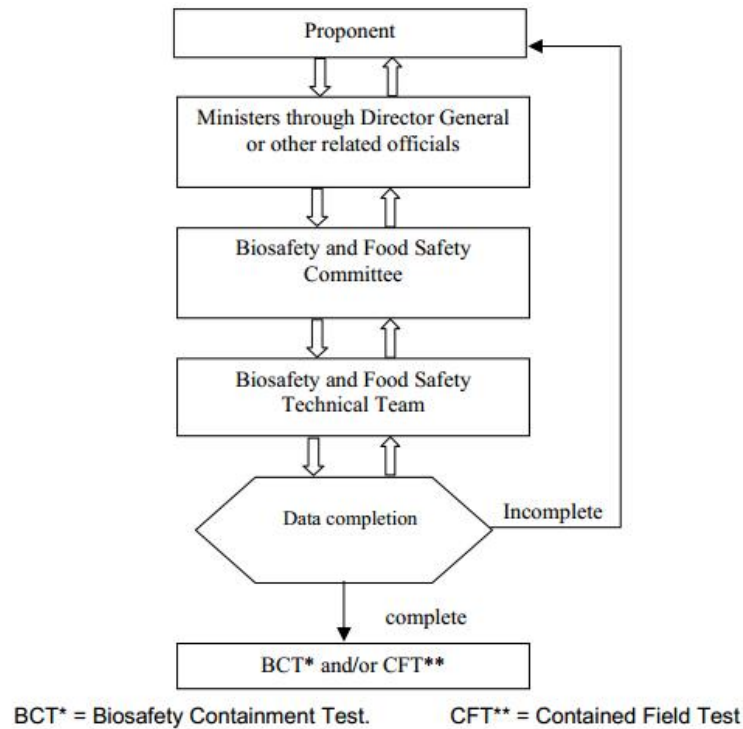 Proponent
Ministers through Director General
or other related officials
Biosafety and Food Safety
Committee
Biosafety and Food Safety
Technical Team
Data completion
Incomplete
complete
BCT* and/or CFT**
BCT* = Biosafety Containment Test. CFT** = Contained Field Test